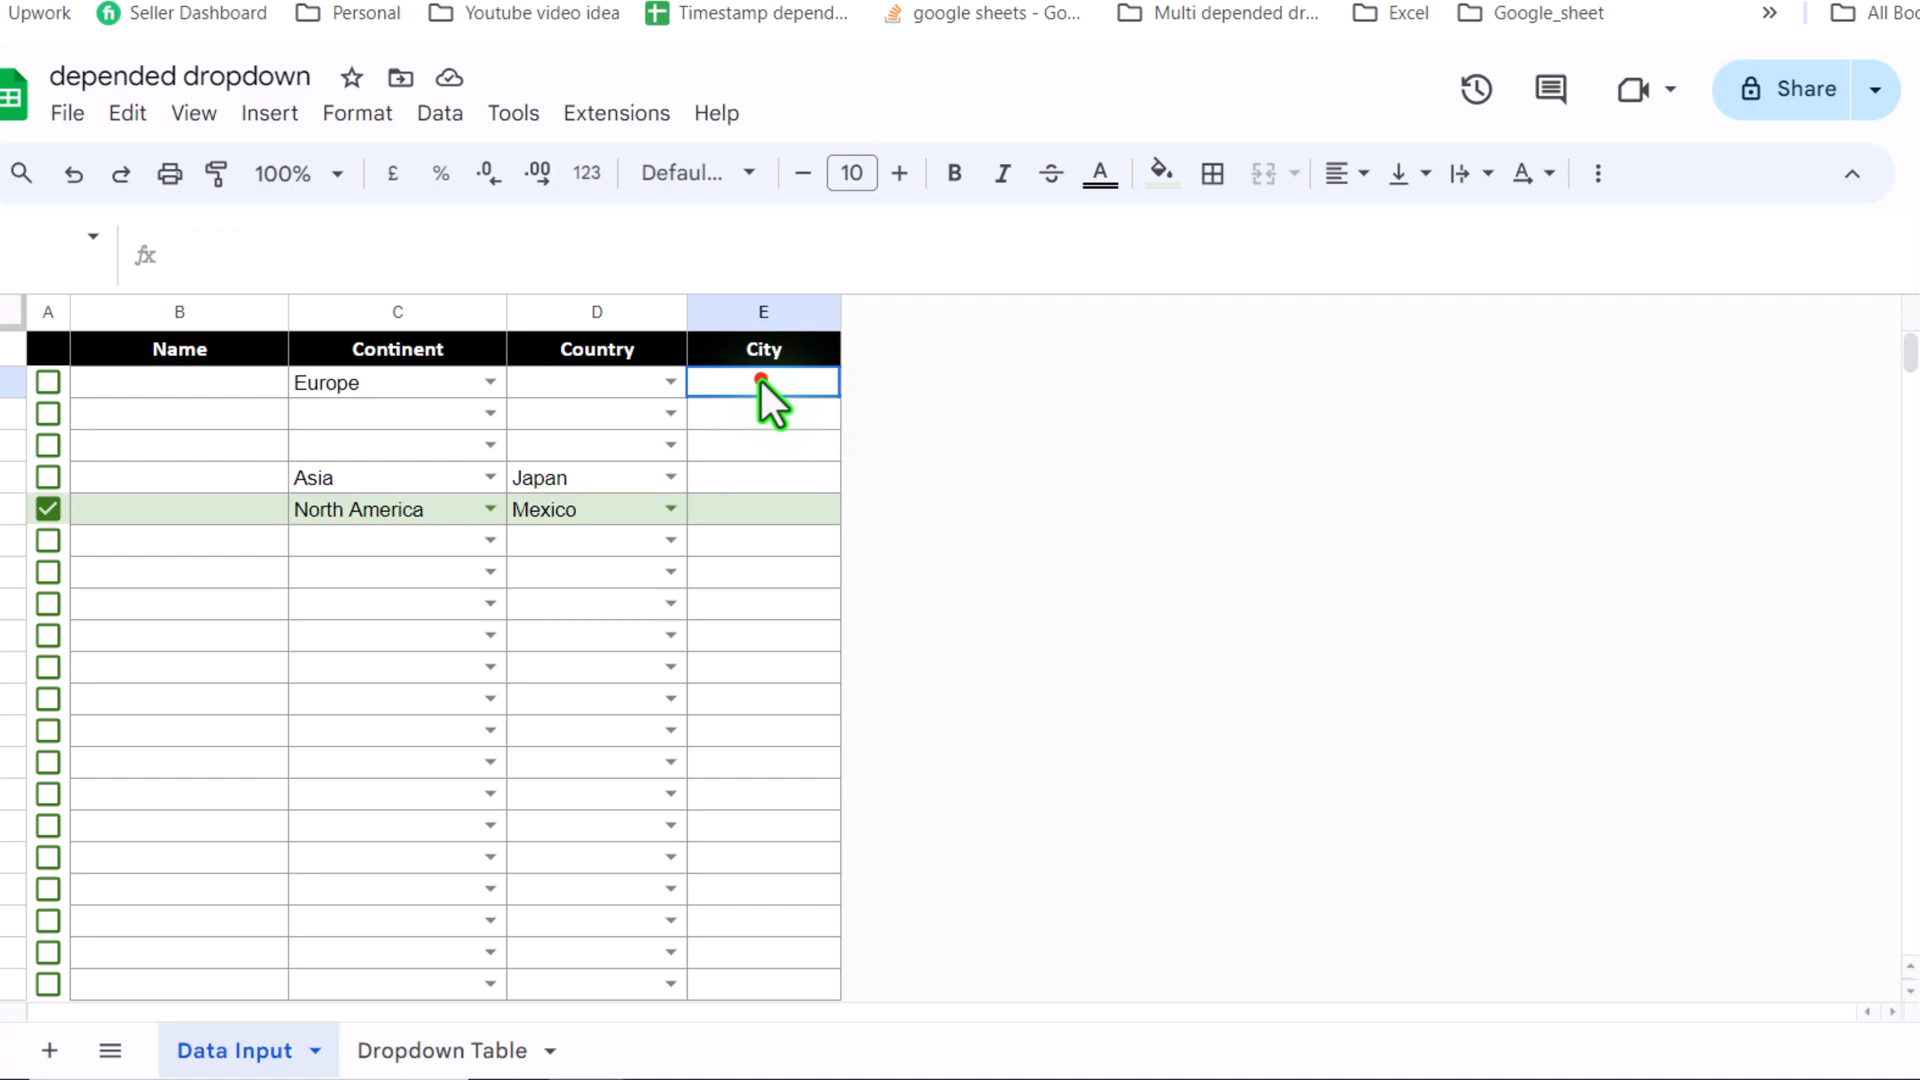 Upwork Seller Dashboard Personal Youtube video idea Timestamp depend... google sheets - Go... Multi depended dr... Excel Google_sheet » All Boo
depended dropdown
File Edit View Insert Format Data Tools Extensions Help
Share
100% £ % .0 .00 123 Defaul... 10 B I S A A
fx
A B C D E
Name Continent Country City
Europe
Asia Japan
North America Mexico
Data Input Dropdown Table